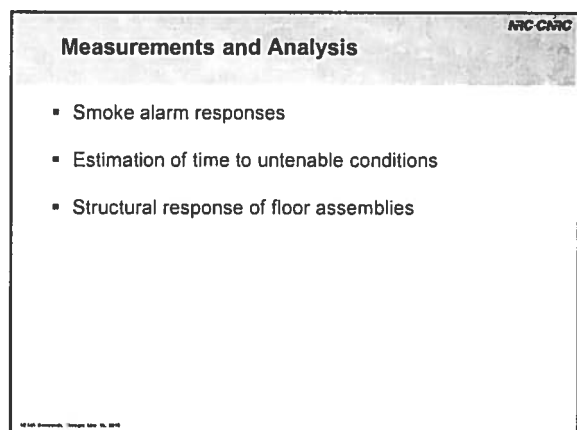 NRC-CNRC
Measurements and Analysis
▪ Smoke alarm responses
▪ Estimation of time to untenable conditions
▪ Structural response of floor assemblies